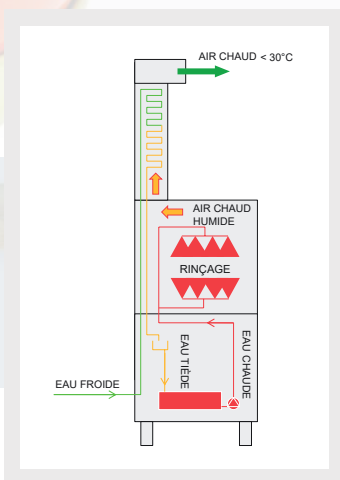 AIR CHAUD < 30°C
AIR CHAUD
HUMIDE
RINÇAGE
EAU TIÈDE
EAU CHAUDE
EAU FROIDE